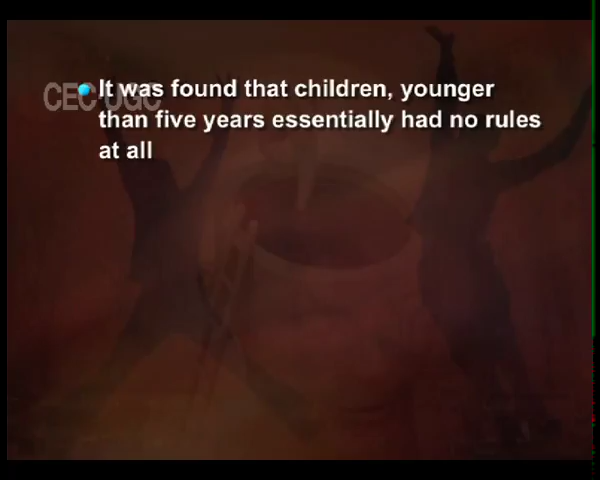 CEC UGC
It was found that children, younger
than five years essentially had no rules
at all